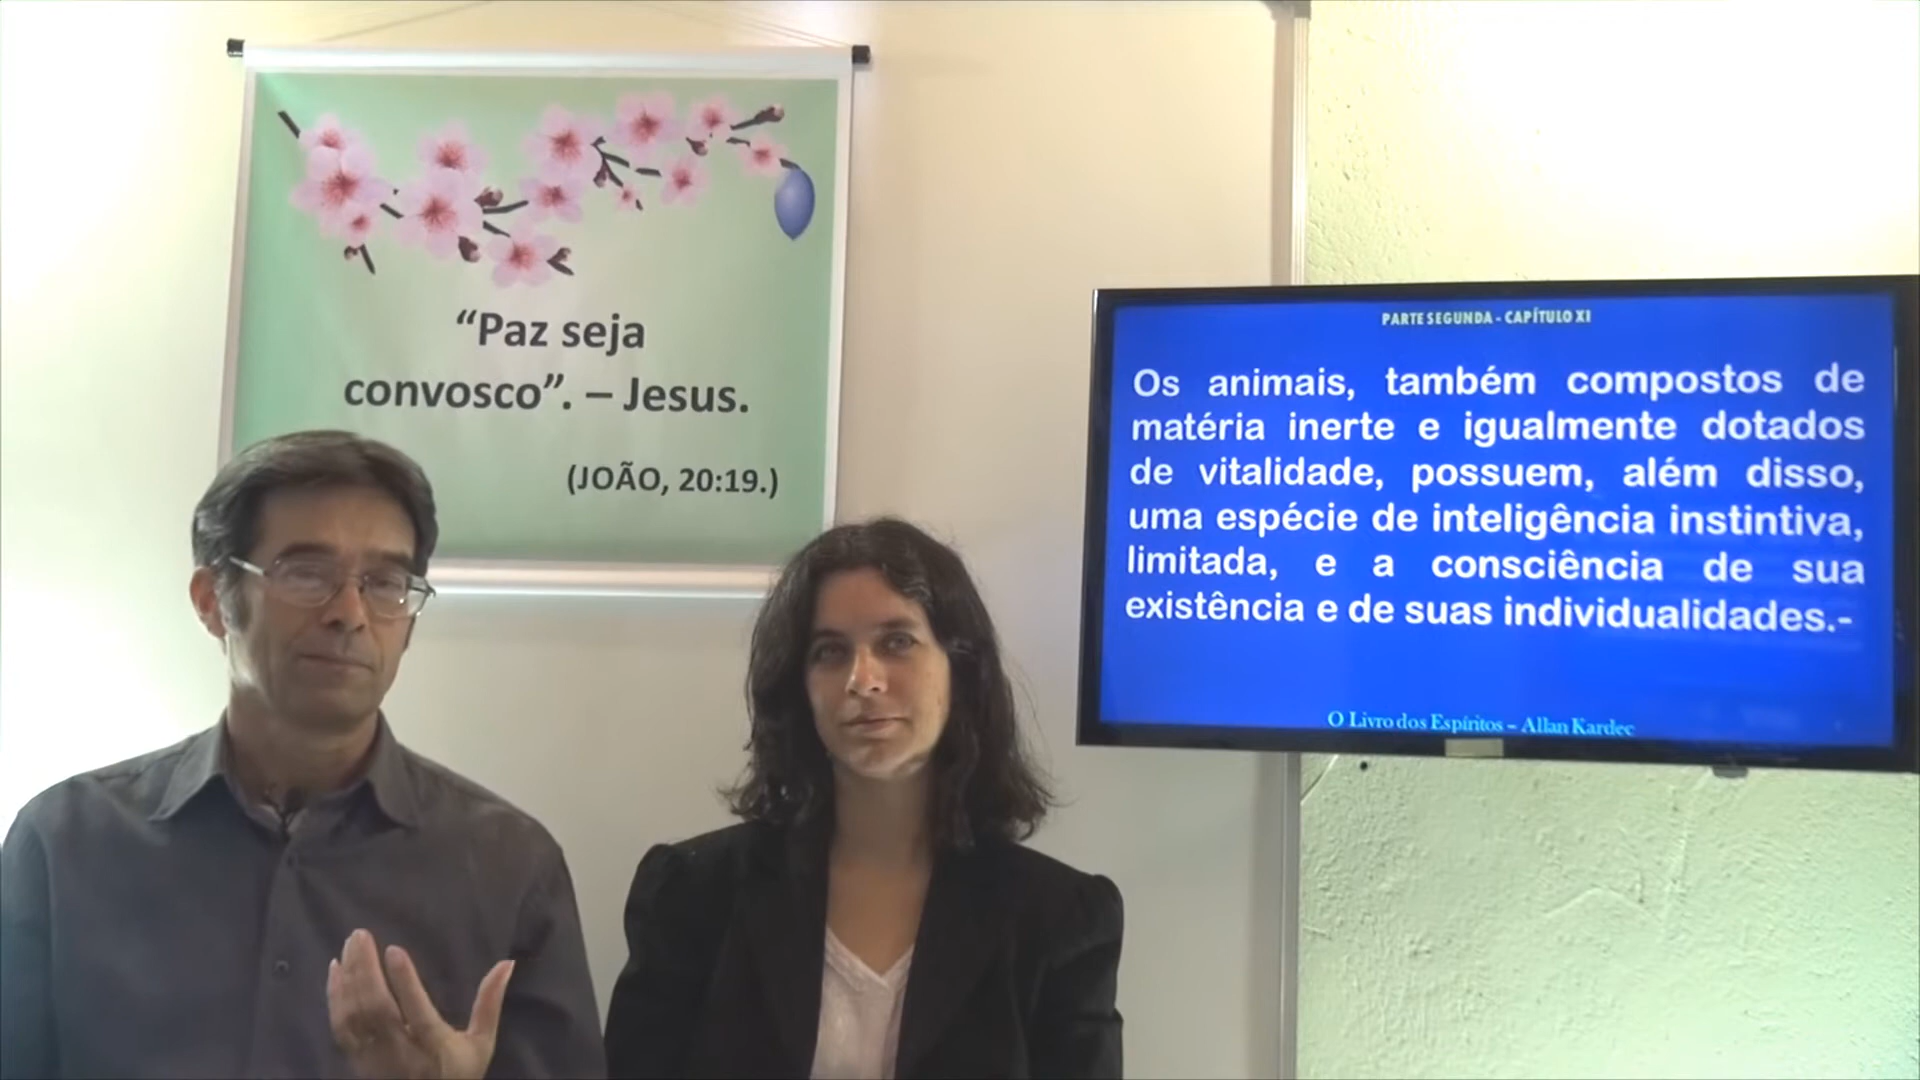 “Paz seja
convosco”. – Jesus.
(JOÃO, 20:19.)
PARTE SEGUNDA - CAPÍTULO XI
Os animais, também compostos de
matéria inerte e igualmente dotados
de vitalidade, possuem, além disso,
uma espécie de inteligência instintiva,
limitada, e a consciência de sua
existência e de suas individualidades.-
O Livro dos Espíritos – Allan Kardec